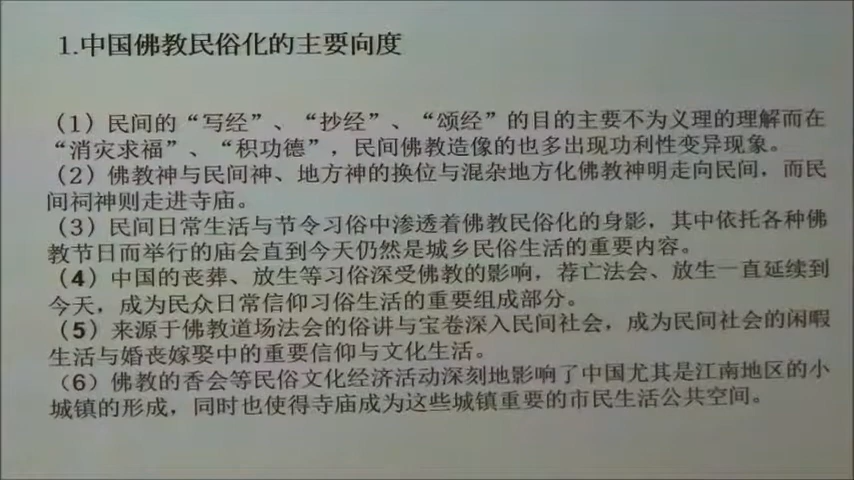 1.中国佛教民俗化的主要向度
（1）民间的“写经”、“抄经”、“颂经”的目的主要不为义理的理解而在
“消灾求福”、“积功德”，民间佛教造像的也多出现功利性变异现象。
（2）佛教神与民间神、地方神的换位与混杂地方化佛教神明走向民间，而民
间祠神则走进寺庙。
（3）民间日常生活与节令习俗中渗透着佛教民俗化的身影，其中依托各种佛
教节日而举行的庙会直到今天仍然是城乡民俗生活的重要内容。
（4）中国的丧葬、放生等习俗深受佛教的影响，荐亡法会、放生一直延续到
今天，成为民众日常信仰习俗生活的重要组成部分。
（5）来源于佛教道场法会的俗讲与宝卷深入民间社会，成为民间社会的闲暇
生活与婚丧嫁娶中的重要信仰与文化生活。
（6）佛教的香会等民俗文化经济活动深刻地影响了中国尤其是江南地区的小
城镇的形成，同时也使得寺庙成为这些城镇重要的市民生活公共空间。